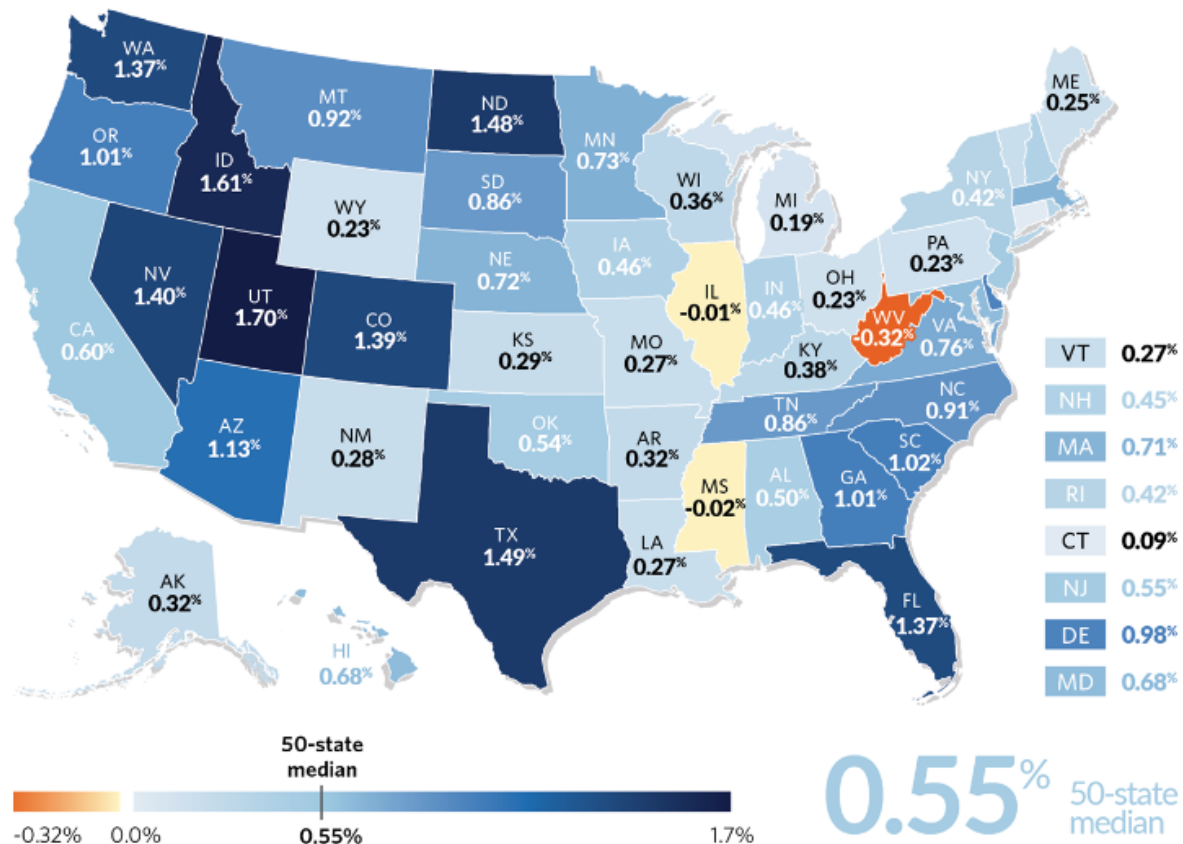 WA
1.37%
MT
0.92%
ND
1.48%
MN
0.73%
ME
0.25%
OR
1.01%
ID
1.61%
SD
0.86%
WI
0.36%
MI
0.19%
NY
0.42%
WY
0.23%
NE
0.72%
IA
0.46%
PA
0.23%
NV
1.40%
UT
1.70%
CO
1.39%
IL
-0.01%
IN
0.46%
OH
0.23%
WV
-0.32%
VA
0.76%
CA
0.60%
KS
0.29%
MO
0.27%
KY
0.38%
NC
0.91%
AZ
1.13%
NM
0.28%
OK
0.54%
AR
0.32%
TN
0.86%
SC
1.02%
MS
-0.02%
AL
0.50%
GA
1.01%
TX
1.49%
LA
0.27%
FL
1.37%
AK
0.32%
HI
0.68%
VT 0.27%
NH 0.45%
MA 0.71%
RI 0.42%
CT 0.09%
NJ 0.55%
DE 0.98%
MD 0.68%
50-state
median
-0.32% 0.0% 0.55% 1.7%
0.55% 50-state
median